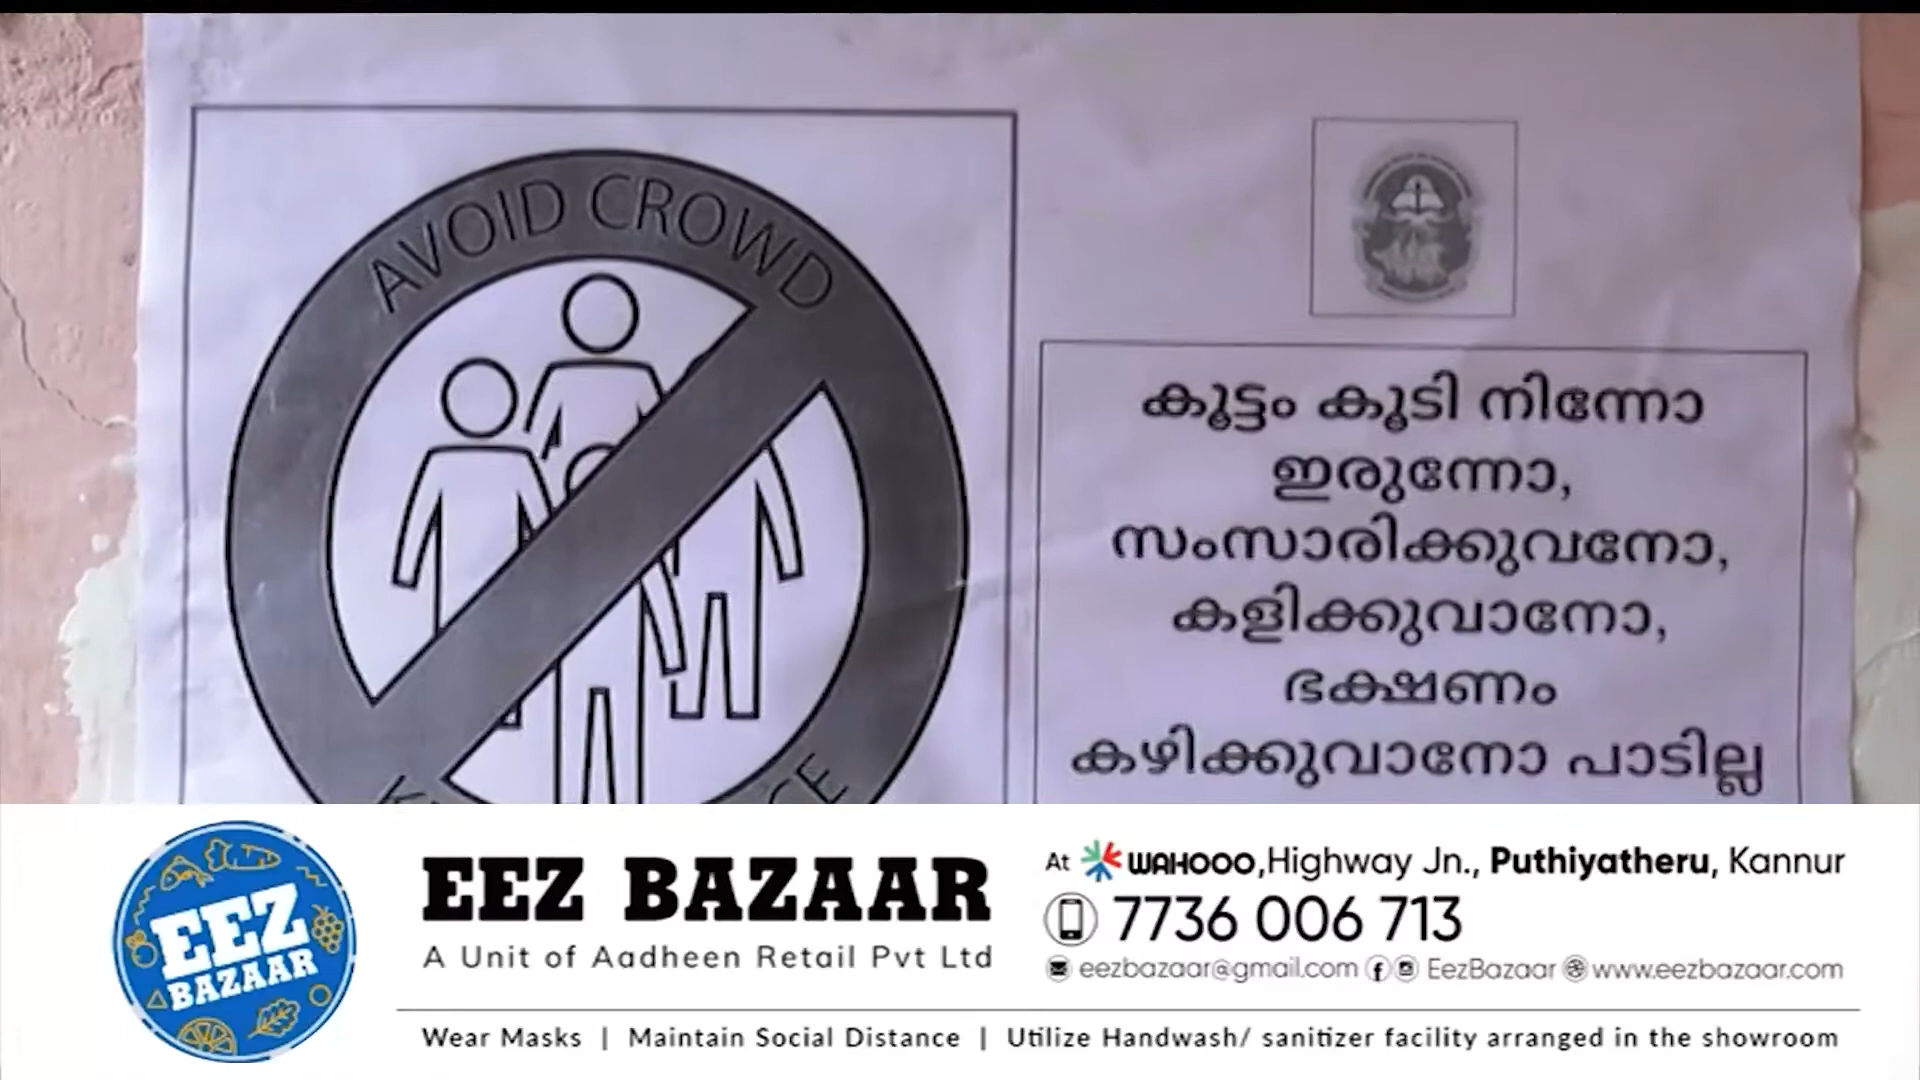 AVOID CROWD
കൂട്ടം കൂടി നിന്നോ
ഇരുന്നോ,
സംസാരിക്കുവനോ,
കളിക്കുവാനോ,
ഭക്ഷണം
കഴിക്കുവാനോ പാടില്ല
EEZ
BAZAAR
EEZ BAZAAR
A Unit of Aadheen Retail Pvt Ltd
At WAHOOO, Highway Jn., Puthiyatheru, Kannur
7736 006 713
eezbazaar@gmail.com EezBazaar www.eezbazaar.com
Wear Masks | Maintain Social Distance | Utilize Handwash/ sanitizer facility arranged in the showroom